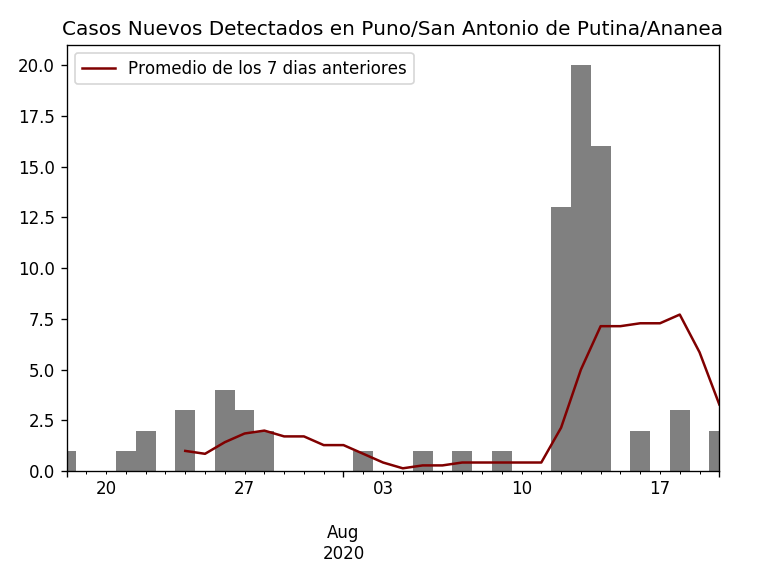 Casos Nuevos Detectados en Puno/San Antonio de Putina/Ananea
Promedio de los 7 dias anteriores
20.0
17.5
15.0
12.5
10.0
7.5
5.0
2.5
0.0
20 27 03 10 17
Aug
2020